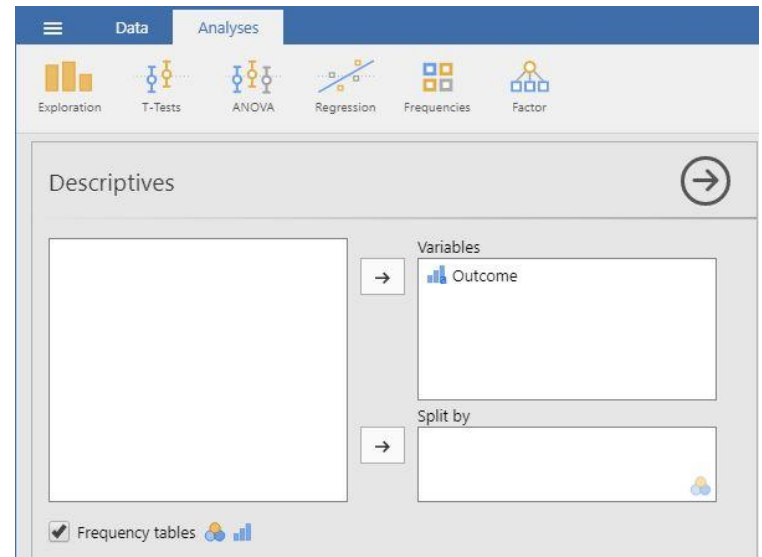 Data Analyses
Exploration T-Tests ANOVA Regression Frequencies Factor
Descriptives
Variables
Outcome
Split by
Frequency tables